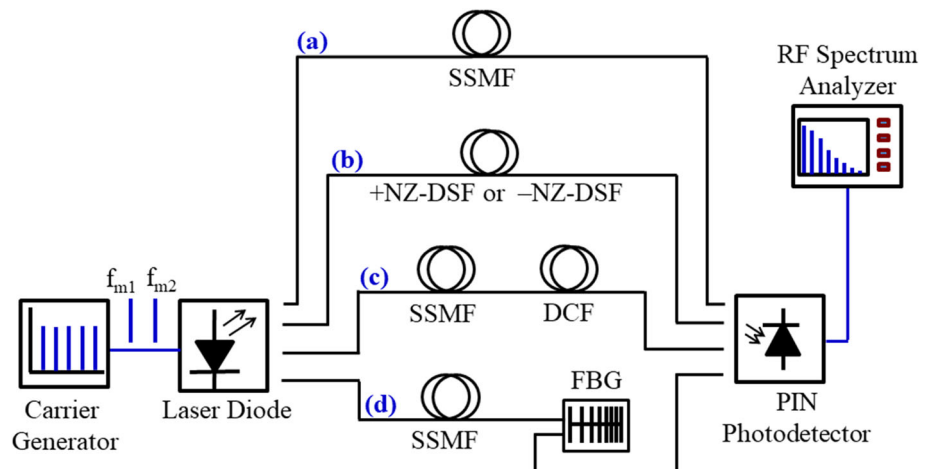 (a)
SSMF
RF Spectrum
Analyzer
(b)
+NZ-DSF or –NZ-DSF
(c)
SSMF
DCF
fm1
fm2
Carrier
Generator
Laser Diode
(d)
SSMF
FBG
PIN
Photodetector